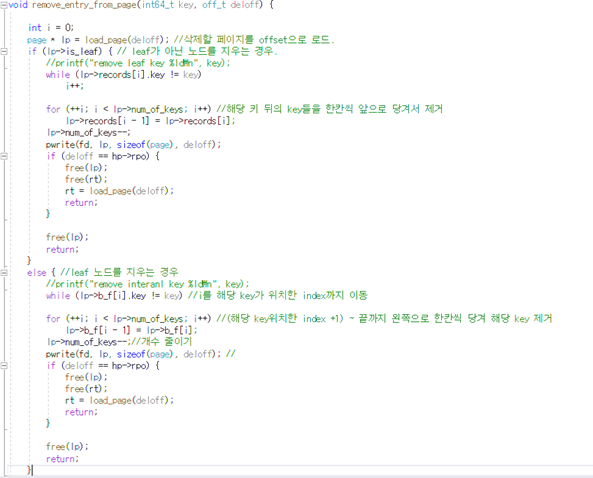 void remove_entry_from_page(int64_t key, off_t deloff) {
int i = 0;
page * lp = load_page(deloff); //삭제할 페이지를 offset으로 로드.
if (lp->is_leaf) { // leaf가 아닌 노드를 지우는 경우.
//printf("remove leaf key %ld₩n", key);
while (lp->records[i].key != key)
i++;
for (++i; i < lp->num_of_keys; i++) //해당 키 뒤의 key들을 한칸씩 앞으로 당겨서 제거
lp->records[i - 1] = lp->records[i];
lp->num_of_keys--;
pwrite(fd, lp, sizeof(page), deloff);
if (deloff == hp->rpo) {
free(lp);
free(rt);
rt = load_page(deloff);
return;
}
free(lp);
return;
}
else { //leaf 노드를 지우는 경우
//printf("remove interanl key %ld₩n", key);
while (lp->b_f[i].key != key) //i를 해당 key가 위치한 index까지 이동
for (++i; i < lp->num_of_keys; i++) //(해당 key위치한 index +1) ~ 끝까지 왼쪽으로 한칸씩 당겨 해당 key 제거
lp->b_f[i - 1] = lp->b_f[i];
lp->num_of_keys--;//개수 줄이기
pwrite(fd, lp, sizeof(page), deloff); //
if (deloff == hp->rpo) {
free(lp);
free(rt);
rt = load_page(deloff);
return;
}
free(lp);
return;
}